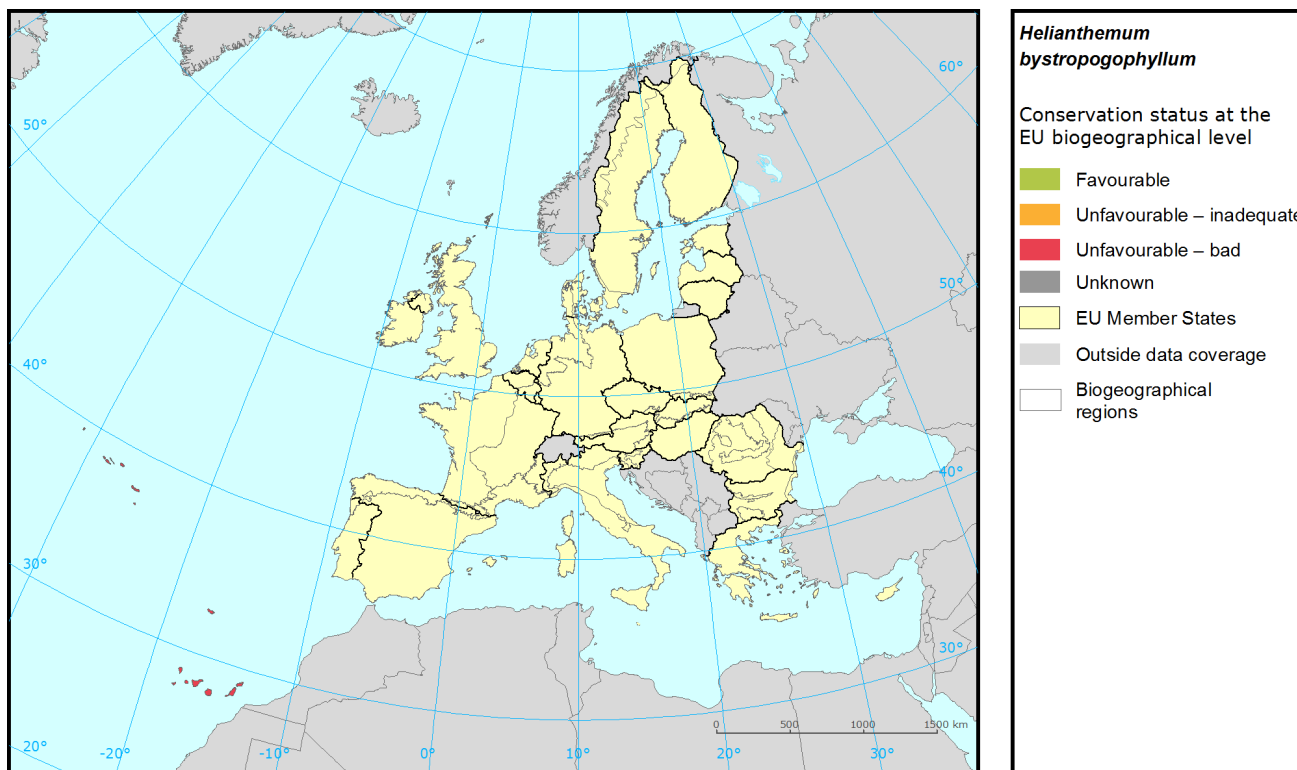 Helianthemum
bystropogophyllum
Conservation status at the
EU biogeographical level
Favourable
Unfavourable – inadequate
Unfavourable – bad
Unknown
EU Member States
Outside data coverage
Biogeographical
regions
60°
50°
50°
40°
40°
30°
30°
20°
-20°
-10°
0°
10°
20°
30°
0 500 1000 1500 km